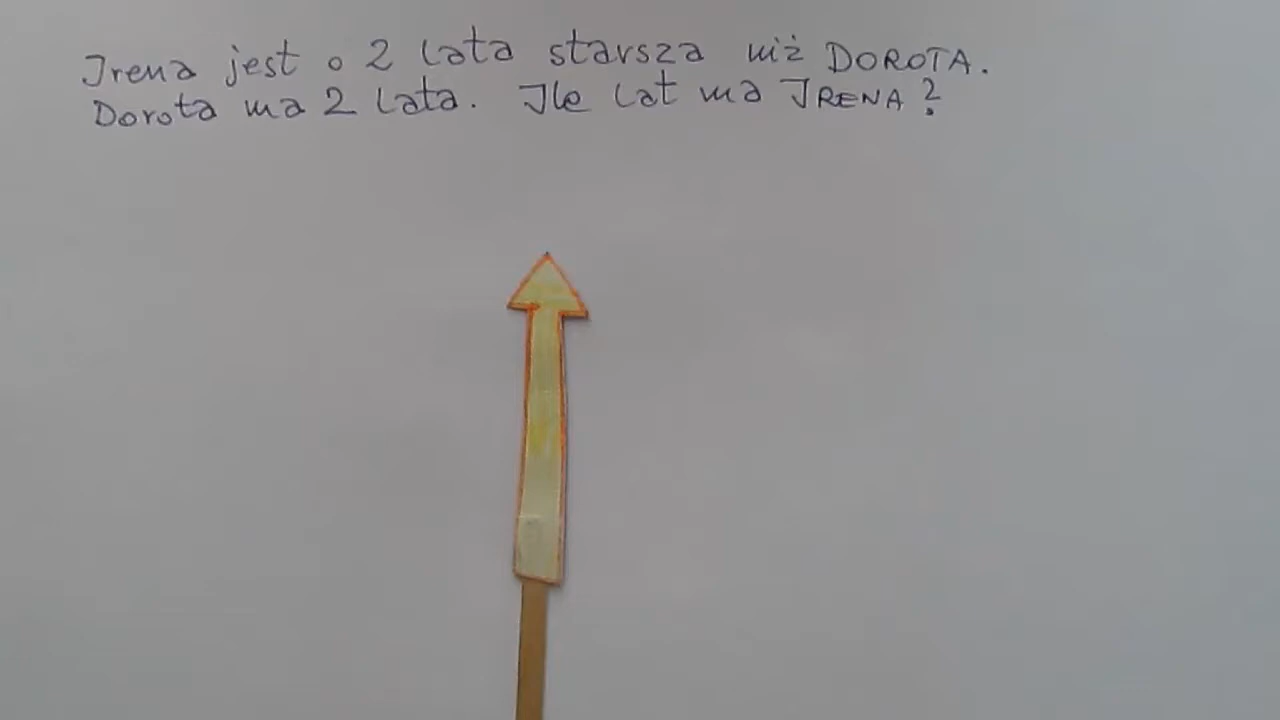 Irena jest o 2 lata starsza niż DOROTA.
Dorota ma 2 lata. Ile lat ma IRENA?